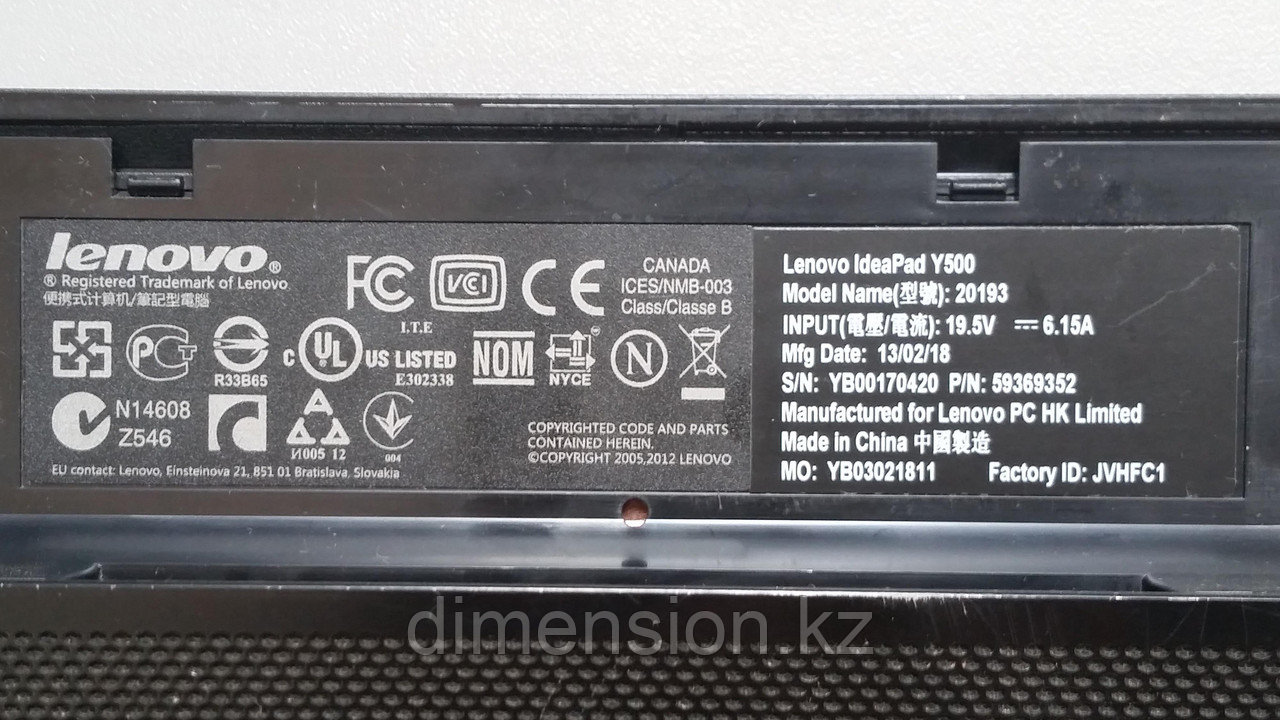 lenovo®
® Registered Trademark of Lenovo
便携式计算机/筆記型電腦
FC VCI CE
CANADA
ICES/NMB-003
Class/Classe B
I.T.E
R33B65
C UL US LISTED
E302338
NOM
NYCE
N
N14608
Z546
И005 12
004
COPYRIGHTED CODE AND PARTS
CONTAINED HEREIN.
©COPYRIGHT 2005,2012 LENOVO
EU contact: Lenovo, Einsteinova 21, 851 01 Bratislava, Slovakia
Lenovo IdeaPad Y500
Model Name(型號): 20193
INPUT(電壓/電流): 19.5V ⎓ 6.15A
Mfg Date: 13/02/18
S/N: YB00170420 P/N: 59369352
Manufactured for Lenovo PC HK Limited
Made in China 中國製造
MO: YB03021811 Factory ID: JVHFC1
dimension.kz